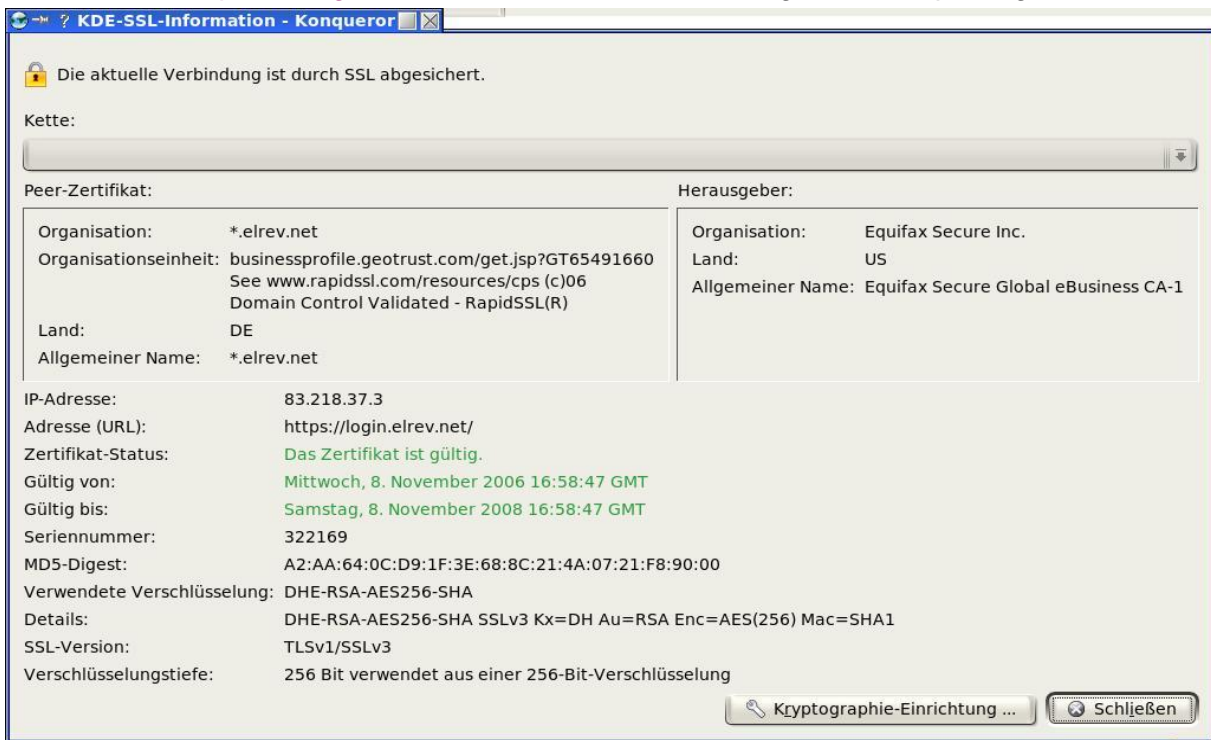 ? KDE-SSL-Information - Konqueror
Die aktuelle Verbindung ist durch SSL abgesichert.
Kette:
Peer-Zertifikat:
Organisation: *.elrev.net
Organisationseinheit: businessprofile.geotrust.com/get.jsp?GT65491660
See www.rapidssl.com/resources/cps (c)06
Domain Control Validated - RapidSSL(R)
Land: DE
Allgemeiner Name: *.elrev.net
Herausgeber:
Organisation: Equifax Secure Inc.
Land: US
Allgemeiner Name: Equifax Secure Global eBusiness CA-1
IP-Adresse: 83.218.37.3
Adresse (URL): https://login.elrev.net/
Zertifikat-Status: Das Zertifikat ist gültig.
Gültig von: Mittwoch, 8. November 2006 16:58:47 GMT
Gültig bis: Samstag, 8. November 2008 16:58:47 GMT
Seriennummer: 322169
MD5-Digest: A2:AA:64:0C:D9:1F:3E:68:8C:21:4A:07:21:F8:90:00
Verwendete Verschlüsselung: DHE-RSA-AES256-SHA
Details: DHE-RSA-AES256-SHA SSLv3 Kx=DH Au=RSA Enc=AES(256) Mac=SHA1
SSL-Version: TLSv1/SSLv3
Verschlüsselungstiefe: 256 Bit verwendet aus einer 256-Bit-Verschlüsselung
Kryptographie-Einrichtung ...
Schließen